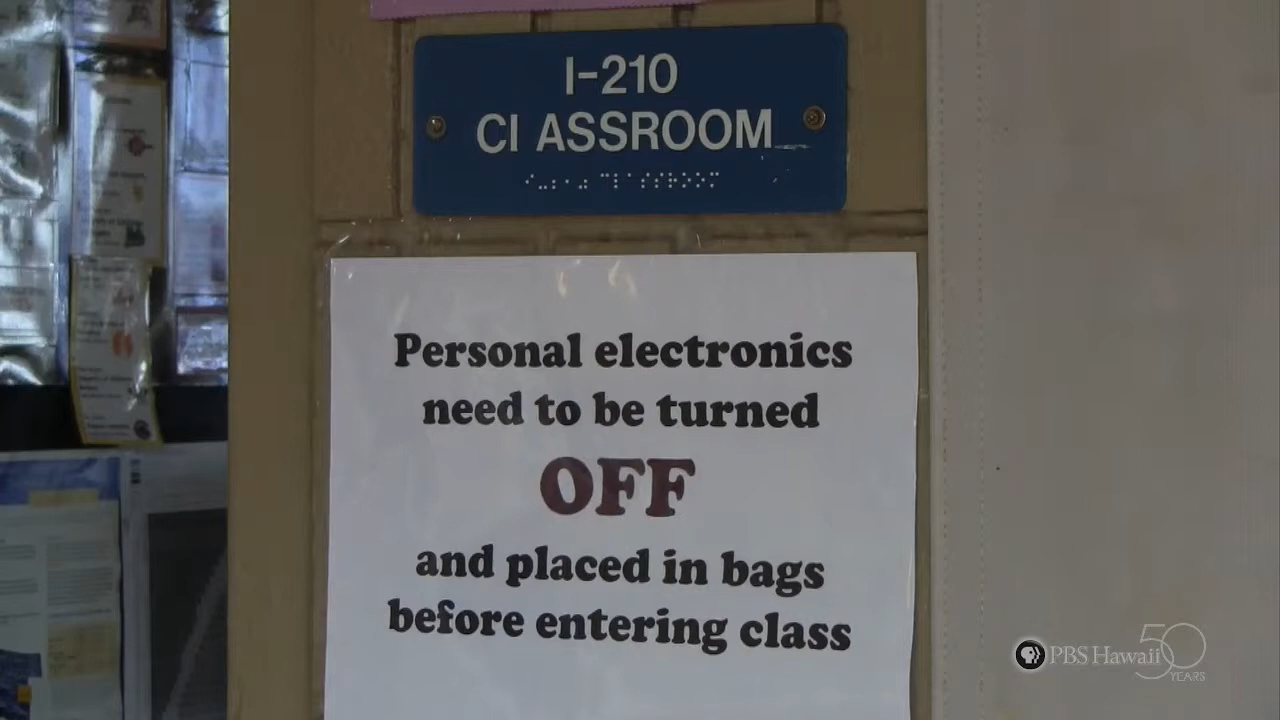 I-210
CI ASSROOM
Personal electronics
need to be turned
OFF
and placed in bags
before entering class
PBS Hawaii
50
YEARS